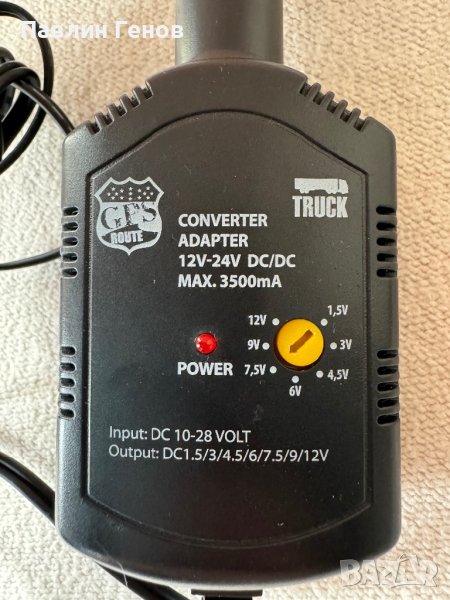 Павлин Генов
GPS
ROUTE
TRUCK
CONVERTER
ADAPTER
12V-24V DC/DC
MAX. 3500mA
12V
1,5V
9V
3V
7,5V
4,5V
6V
POWER
Input: DC 10-28 VOLT
Output: DC1.5/3/4.5/6/7.5/9/12V
BAZAR